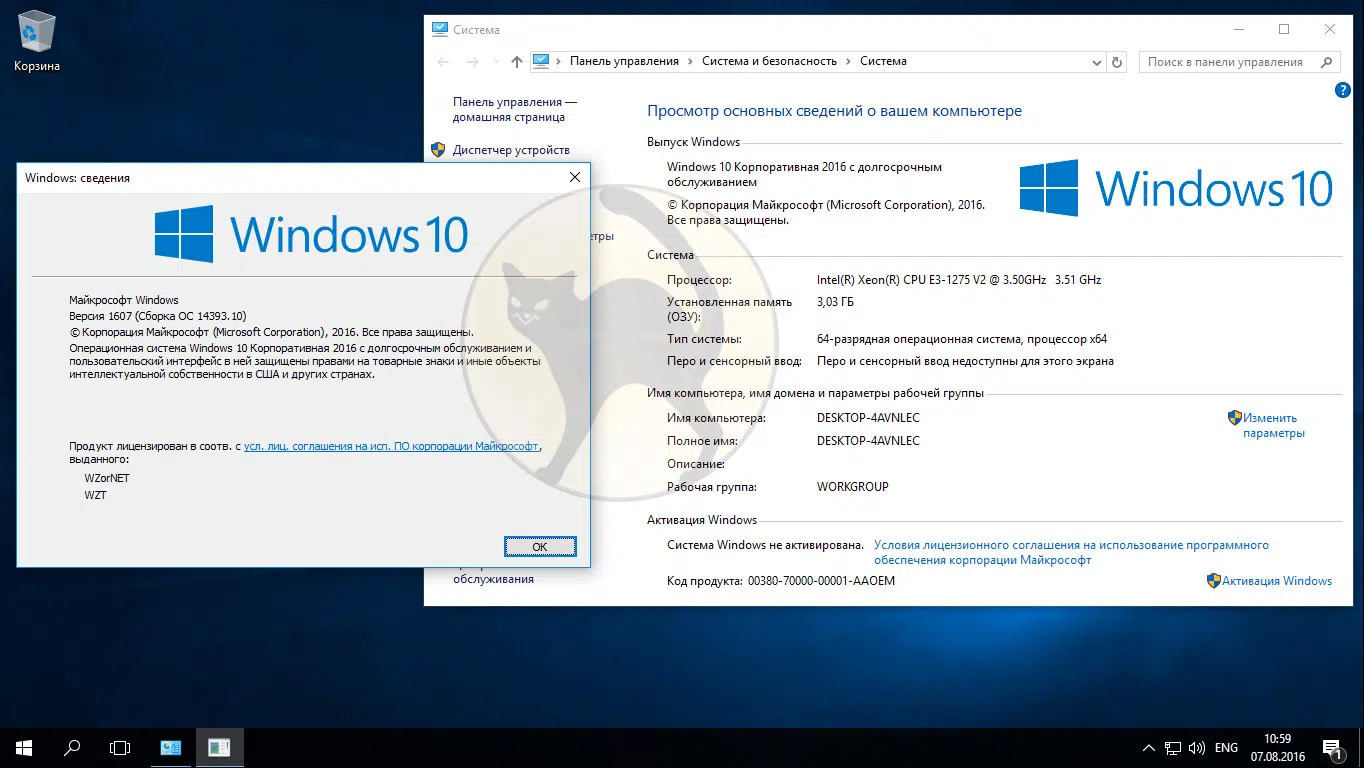 Корзина
Система
Панель управления
Система и безопасность
Система
Поиск в панели управления
Панель управления —
домашняя страница
Диспетчер устройств
обслуживания
Просмотр основных сведений о вашем компьютере
Выпуск Windows
Windows 10 Корпоративная 2016 с долгосрочным
обслуживанием
© Корпорация Майкрософт (Microsoft Corporation), 2016.
Все права защищены.
Windows 10
Система
Процессор: Intel(R) Xeon(R) CPU E3-1275 V2 @ 3.50GHz 3.51 GHz
Установленная память
(ОЗУ): 3,03 ГБ
Тип системы: 64-разрядная операционная система, процессор x64
Перо и сенсорный ввод: Перо и сенсорный ввод недоступны для этого экрана
Имя компьютера, имя домена и параметры рабочей группы
Имя компьютера: DESKTOP-4AVNLEC
Изменить
параметры
Полное имя: DESKTOP-4AVNLEC
Описание:
Рабочая группа: WORKGROUP
Активация Windows
Система Windows не активирована. Условия лицензионного соглашения на использование программного
обеспечения корпорации Майкрософт
Код продукта: 00380-70000-00001-AAOEM
Активация Windows
Windows: сведения
Windows 10
Майкрософт Windows
Версия 1607 (Сборка ОС 14393.10)
© Корпорация Майкрософт (Microsoft Corporation), 2016. Все права защищены.
Операционная система Windows 10 Корпоративная 2016 с долгосрочным обслуживанием и
пользовательский интерфейс в ней защищены правами на товарные знаки и иные объекты
интеллектуальной собственности в США и других странах.
Продукт лицензирован в соотв. с усл. лиц. соглашения на исп. ПО корпорации Майкрософт,
выданного:
WZorNET
WZT
OK
ENG
10:59
07.08.2016
1